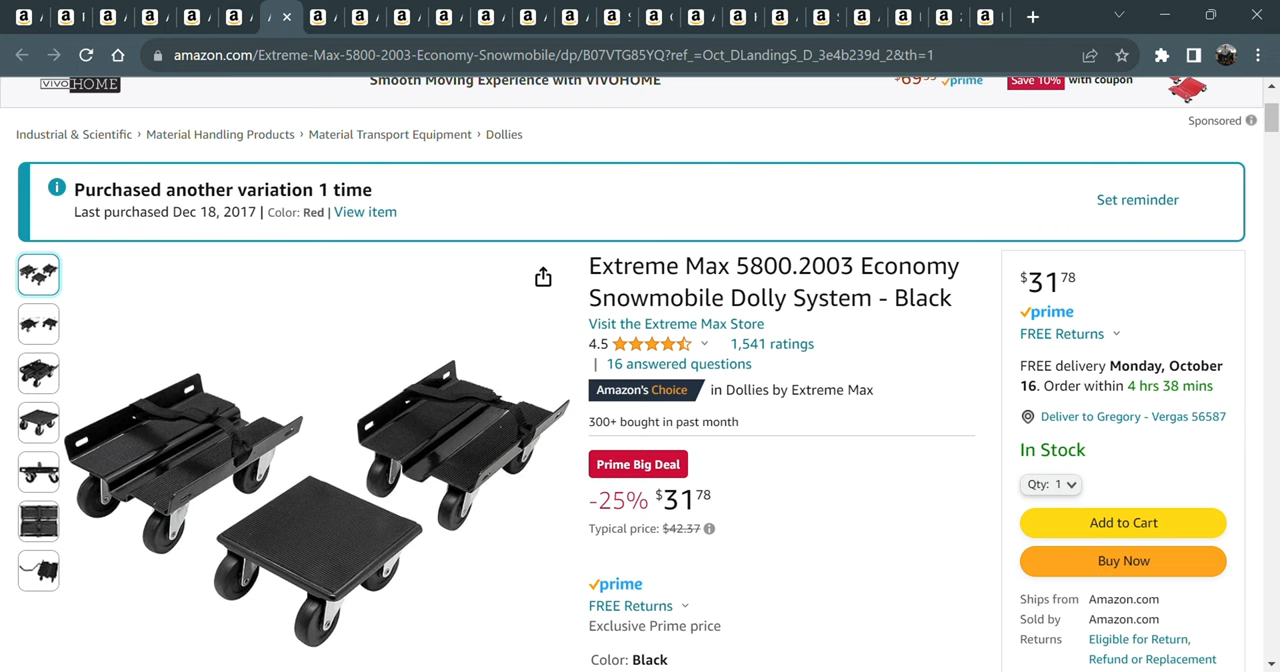 amazon.com/Extreme-Max-5800-2003-Economy-Snowmobile/dp/B07VTG85YQ?ref_=Oct_DLandingS_D_3e4b239d_2&th=1
VIVOHOME
Smooth Moving Experience with VIVOHOME
$69.99
prime
Save 10%
with coupon
Sponsored
Industrial & Scientific › Material Handling Products › Material Transport Equipment › Dollies
Purchased another variation 1 time
Last purchased Dec 18, 2017 | Color: Red | View item
Set reminder
Extreme Max 5800.2003 Economy
Snowmobile Dolly System - Black
Visit the Extreme Max Store
4.5 1,541 ratings
| 16 answered questions
Amazon's Choice in Dollies by Extreme Max
300+ bought in past month
Prime Big Deal
-25% $31 78
Typical price: $42.37
prime
FREE Returns
Exclusive Prime price
Color: Black
$31 78
prime
FREE Returns
FREE delivery Monday, October
16. Order within 4 hrs 38 mins
Deliver to Gregory - Vergas 56587
In Stock
Qty: 1
Add to Cart
Buy Now
Ships from Amazon.com
Sold by Amazon.com
Returns Eligible for Return,
Refund or Replacement